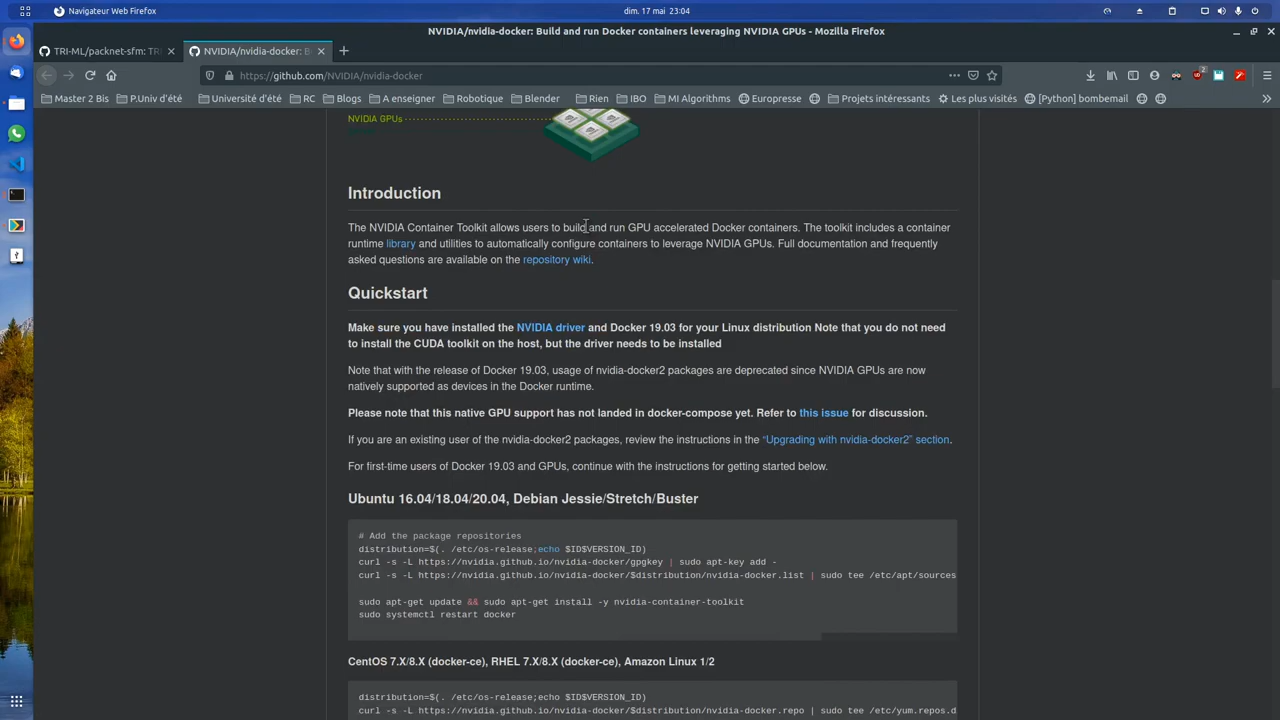 Navigateur Web Firefox
dim. 17 mai 23:04
NVIDIA/nvidia-docker: Build and run Docker containers leveraging NVIDIA GPUs - Mozilla Firefox
TRI-ML/packnet-sfm: TRI
NVIDIA/nvidia-docker: B
https://github.com/NVIDIA/nvidia-docker
2
Master 2 Bis P.Univ d'été Université d'été RC Blogs A enseigner Robotique Blender Rien IBO MI Algorithms Europresse Projets intéressants Les plus visités [Python] bombemail
NVIDIA GPUs
Introduction
The NVIDIA Container Toolkit allows users to build and run GPU accelerated Docker containers. The toolkit includes a container
runtime library and utilities to automatically configure containers to leverage NVIDIA GPUs. Full documentation and frequently
asked questions are available on the repository wiki.
Quickstart
Make sure you have installed the NVIDIA driver and Docker 19.03 for your Linux distribution Note that you do not need
to install the CUDA toolkit on the host, but the driver needs to be installed
Note that with the release of Docker 19.03, usage of nvidia-docker2 packages are deprecated since NVIDIA GPUs are now
natively supported as devices in the Docker runtime.
Please note that this native GPU support has not landed in docker-compose yet. Refer to this issue for discussion.
If you are an existing user of the nvidia-docker2 packages, review the instructions in the “Upgrading with nvidia-docker2” section.
For first-time users of Docker 19.03 and GPUs, continue with the instructions for getting started below.
Ubuntu 16.04/18.04/20.04, Debian Jessie/Stretch/Buster
# Add the package repositories
distribution=$(. /etc/os-release;echo $ID$VERSION_ID)
curl -s -L https://nvidia.github.io/nvidia-docker/gpgkey | sudo apt-key add -
curl -s -L https://nvidia.github.io/nvidia-docker/$distribution/nvidia-docker.list | sudo tee /etc/apt/sources
sudo apt-get update && sudo apt-get install -y nvidia-container-toolkit
sudo systemctl restart docker
CentOS 7.X/8.X (docker-ce), RHEL 7.X/8.X (docker-ce), Amazon Linux 1/2
distribution=$(. /etc/os-release;echo $ID$VERSION_ID)
curl -s -L https://nvidia.github.io/nvidia-docker/$distribution/nvidia-docker.repo | sudo tee /etc/yum.repos.d